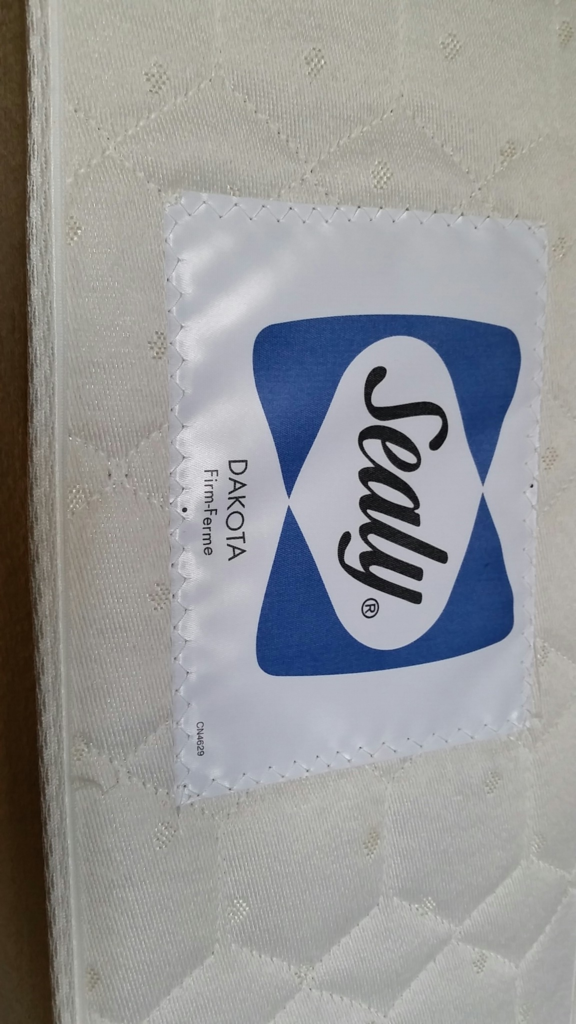 Sealy®
DAKOTA
Firm-Ferme
CN4629